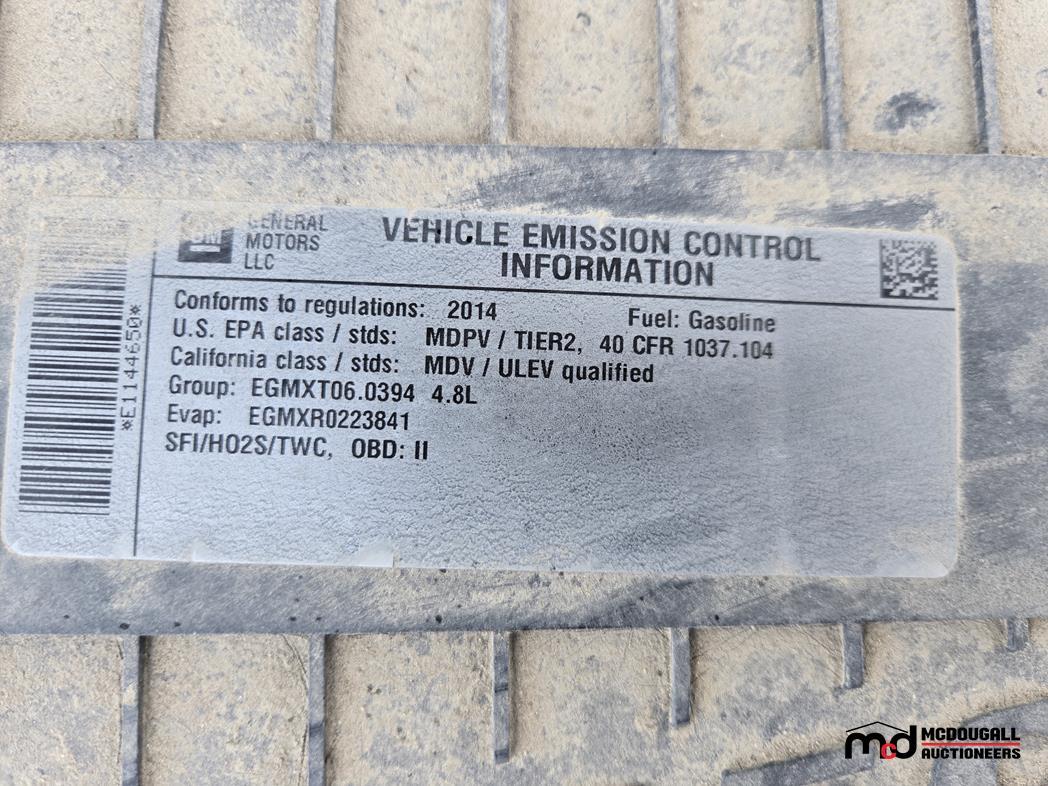 GM
GENERAL
MOTORS
LLC
VEHICLE EMISSION CONTROL
INFORMATION
*E1144650*
Conforms to regulations: 2014 Fuel: Gasoline
U.S. EPA class / stds: MDPV / TIER2, 40 CFR 1037.104
California class / stds: MDV / ULEV qualified
Group: EGMXT06.0394 4.8L
Evap: EGMXR0223841
SFI/HO2S/TWC, OBD: II
mcd MCDOUGALL
AUCTIONEERS